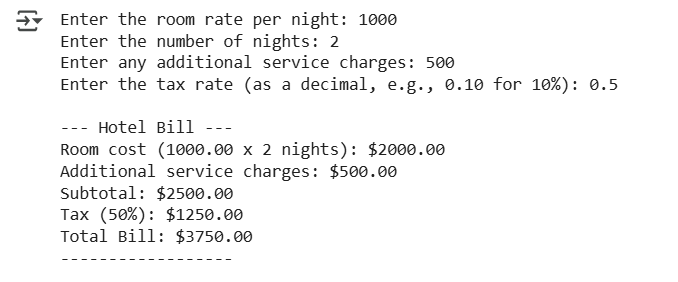 Enter the room rate per night: 1000
Enter the number of nights: 2
Enter any additional service charges: 500
Enter the tax rate (as a decimal, e.g., 0.10 for 10%): 0.5

--- Hotel Bill ---
Room cost (1000.00 x 2 nights): $2000.00
Additional service charges: $500.00
Subtotal: $2500.00
Tax (50%): $1250.00
Total Bill: $3750.00
------------------